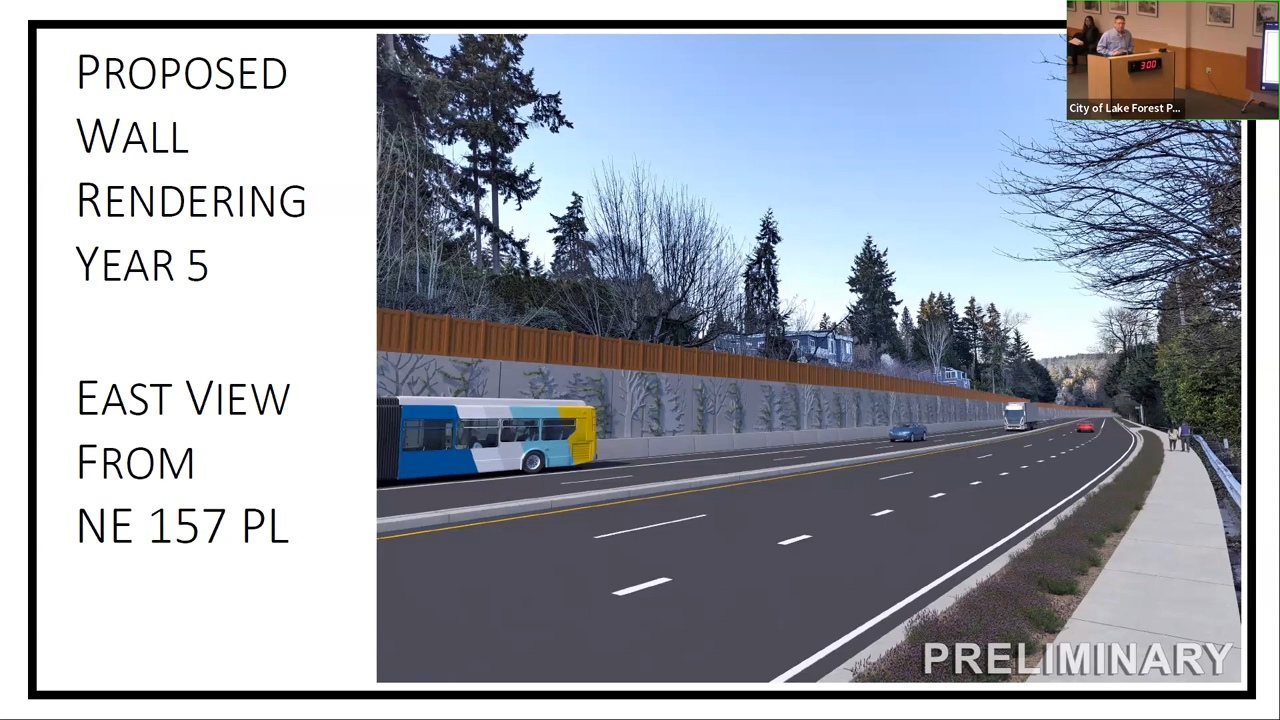 PROPOSED
WALL
RENDERING
YEAR 5
EAST VIEW
FROM
NE 157 PL
3:00
City of Lake Forest P...
PRELIMINARY